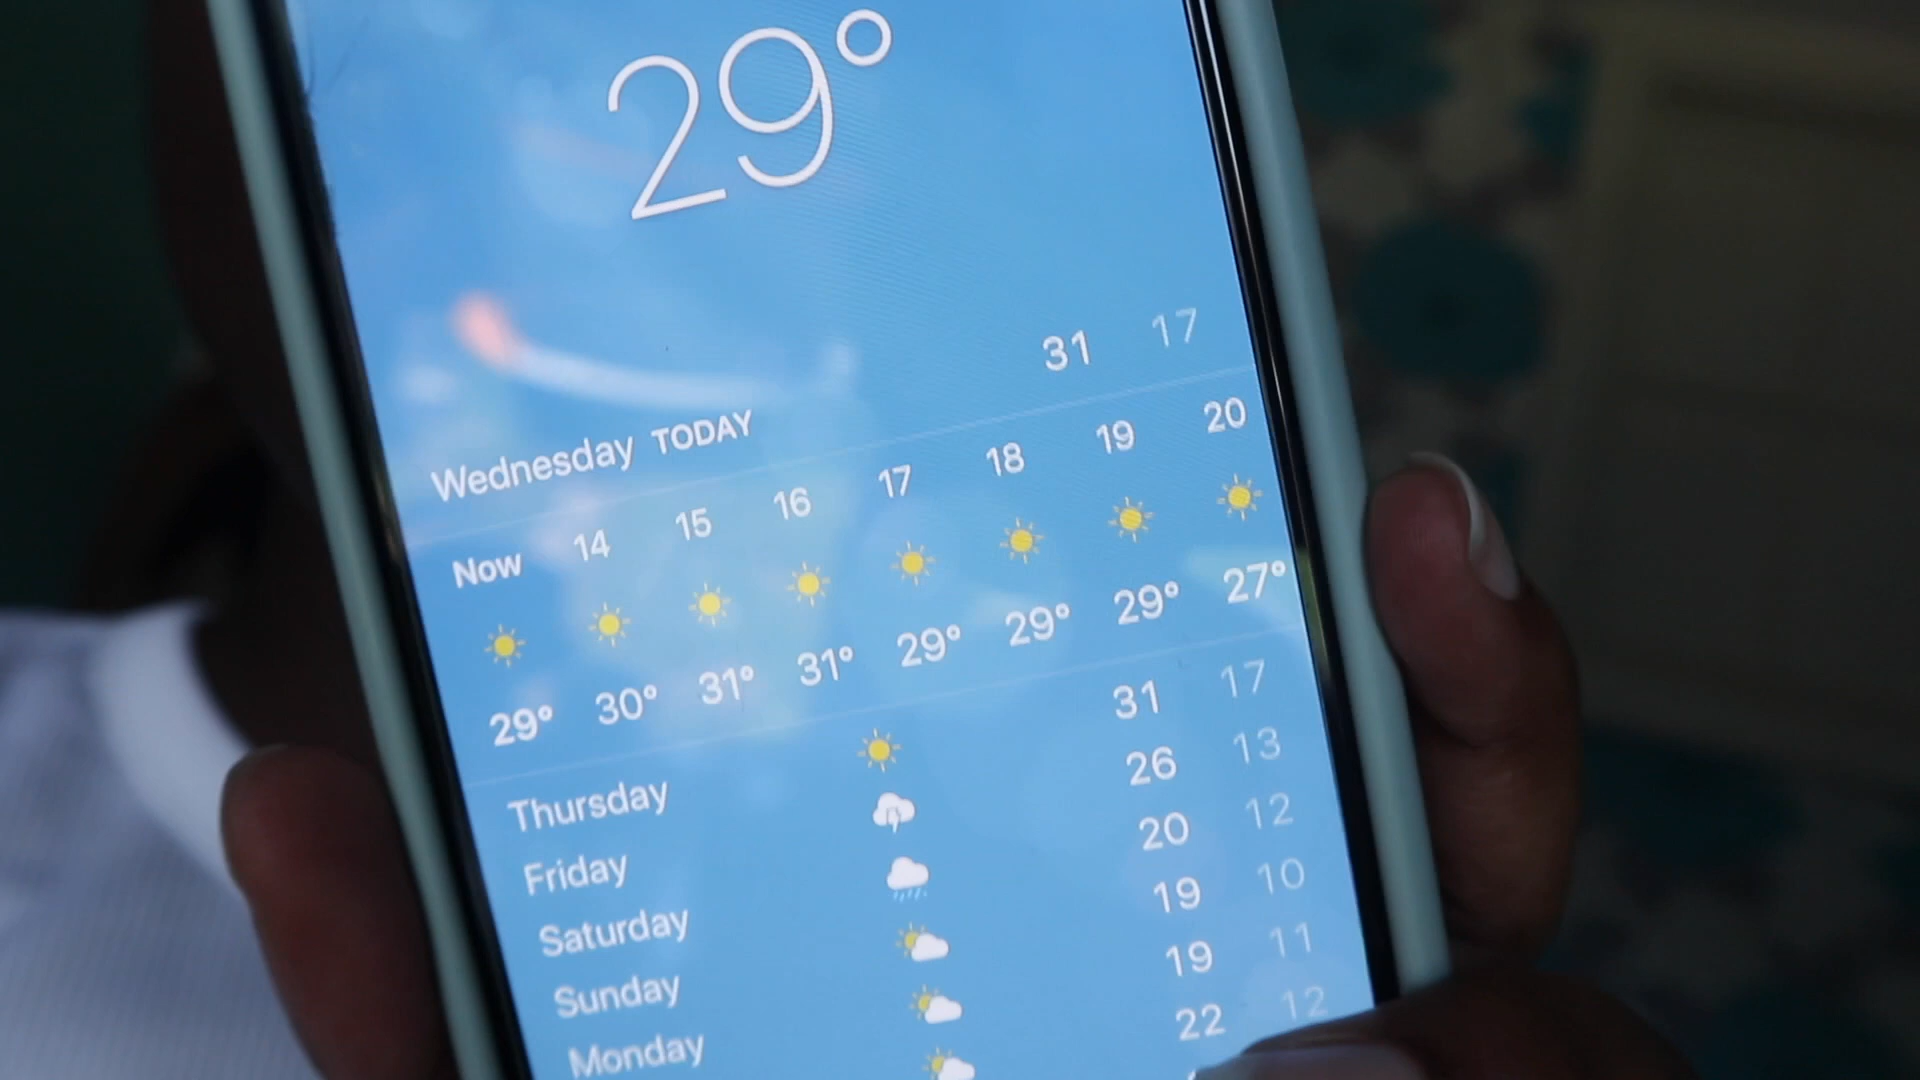 29°
Wednesday TODAY 31 17
Now 14 15 16 17 18 19 20
29° 30° 31° 31° 29° 29° 29° 27°
Thursday 31 17
Friday 26 13
Saturday 20 12
Sunday 19 10
Monday 19 11
22 12